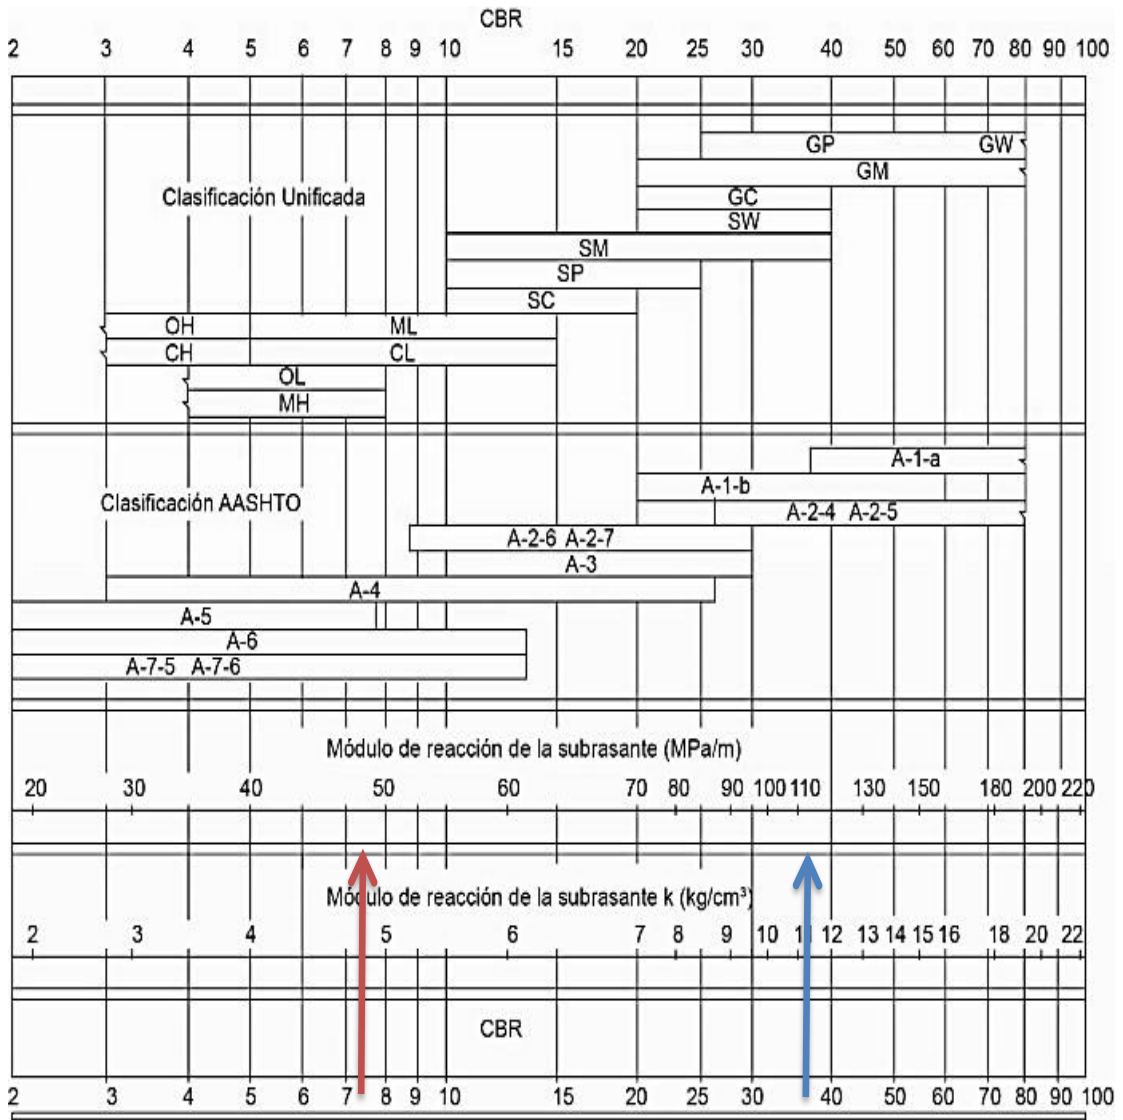 CBR
2 3 4 5 6 7 8 9 10 15 20 25 30 40 50 60 70 80 90 100
GP GW
GM
Clasificación Unificada
GC
SW
SM
SP
SC
OH ML
CH CL
OL
MH
A-1-a
A-1-b
Clasificación AASHTO
A-2-4 A-2-5
A-2-6 A-2-7
A-3
A-4
A-5
A-6
A-7-5 A-7-6
Módulo de reacción de la subrasante (MPa/m)
20 30 40 50 60 70 80 90 100 110 130 150 180 200 220
Módulo de reacción de la subrasante k (kg/cm³)
2 3 4 5 6 7 8 9 10 11 12 13 14 15 16 18 20 22
CBR
2 3 4 5 6 7 8 9 10 15 20 25 30 40 50 60 70 80 90 100